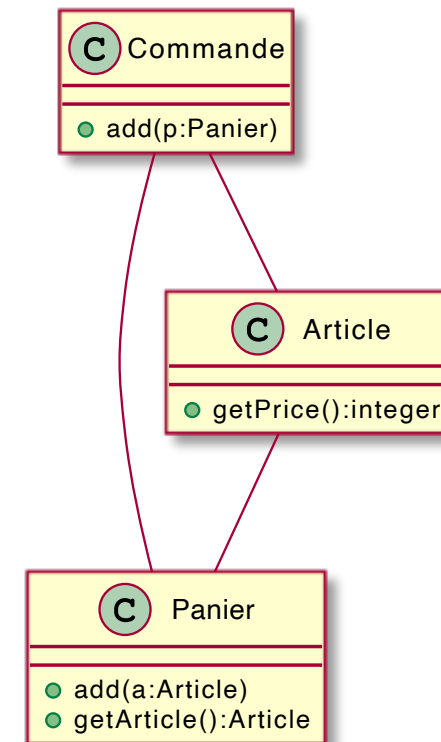 C Commande
add(p:Panier)
C Article
getPrice():integer
C Panier
add(a:Article)
getArticle():Article